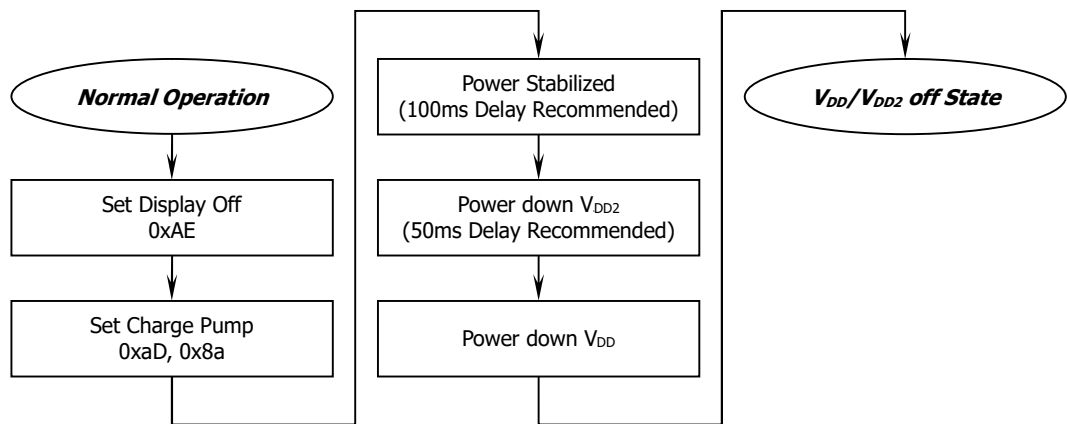 Normal Operation
Set Display Off
0xAE
Set Charge Pump
0xaD, 0x8a
Power Stabilized
(100ms Delay Recommended)
Power down VDD2
(50ms Delay Recommended)
Power down VDD
VDD/VDD2 off State